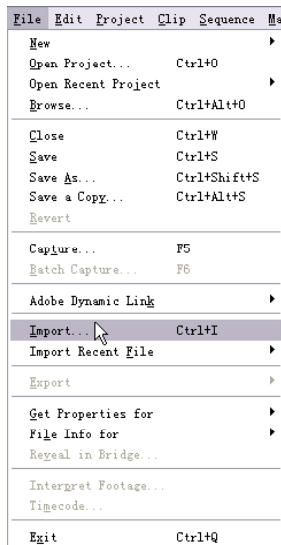 File Edit Project Clip Sequence Ma
New
Open Project... Ctrl+O
Open Recent Project
Browse... Ctrl+Alt+O
Close Ctrl+W
Save Ctrl+S
Save As... Ctrl+Shift+S
Save a Copy... Ctrl+Alt+S
Revert
Capture... F5
Batch Capture... F6
Adobe Dynamic Link
Import... Ctrl+I
Import Recent File
Export
Get Properties for
File Info for
Reveal in Bridge...
Interpret Footage...
Timecode...
Exit Ctrl+Q